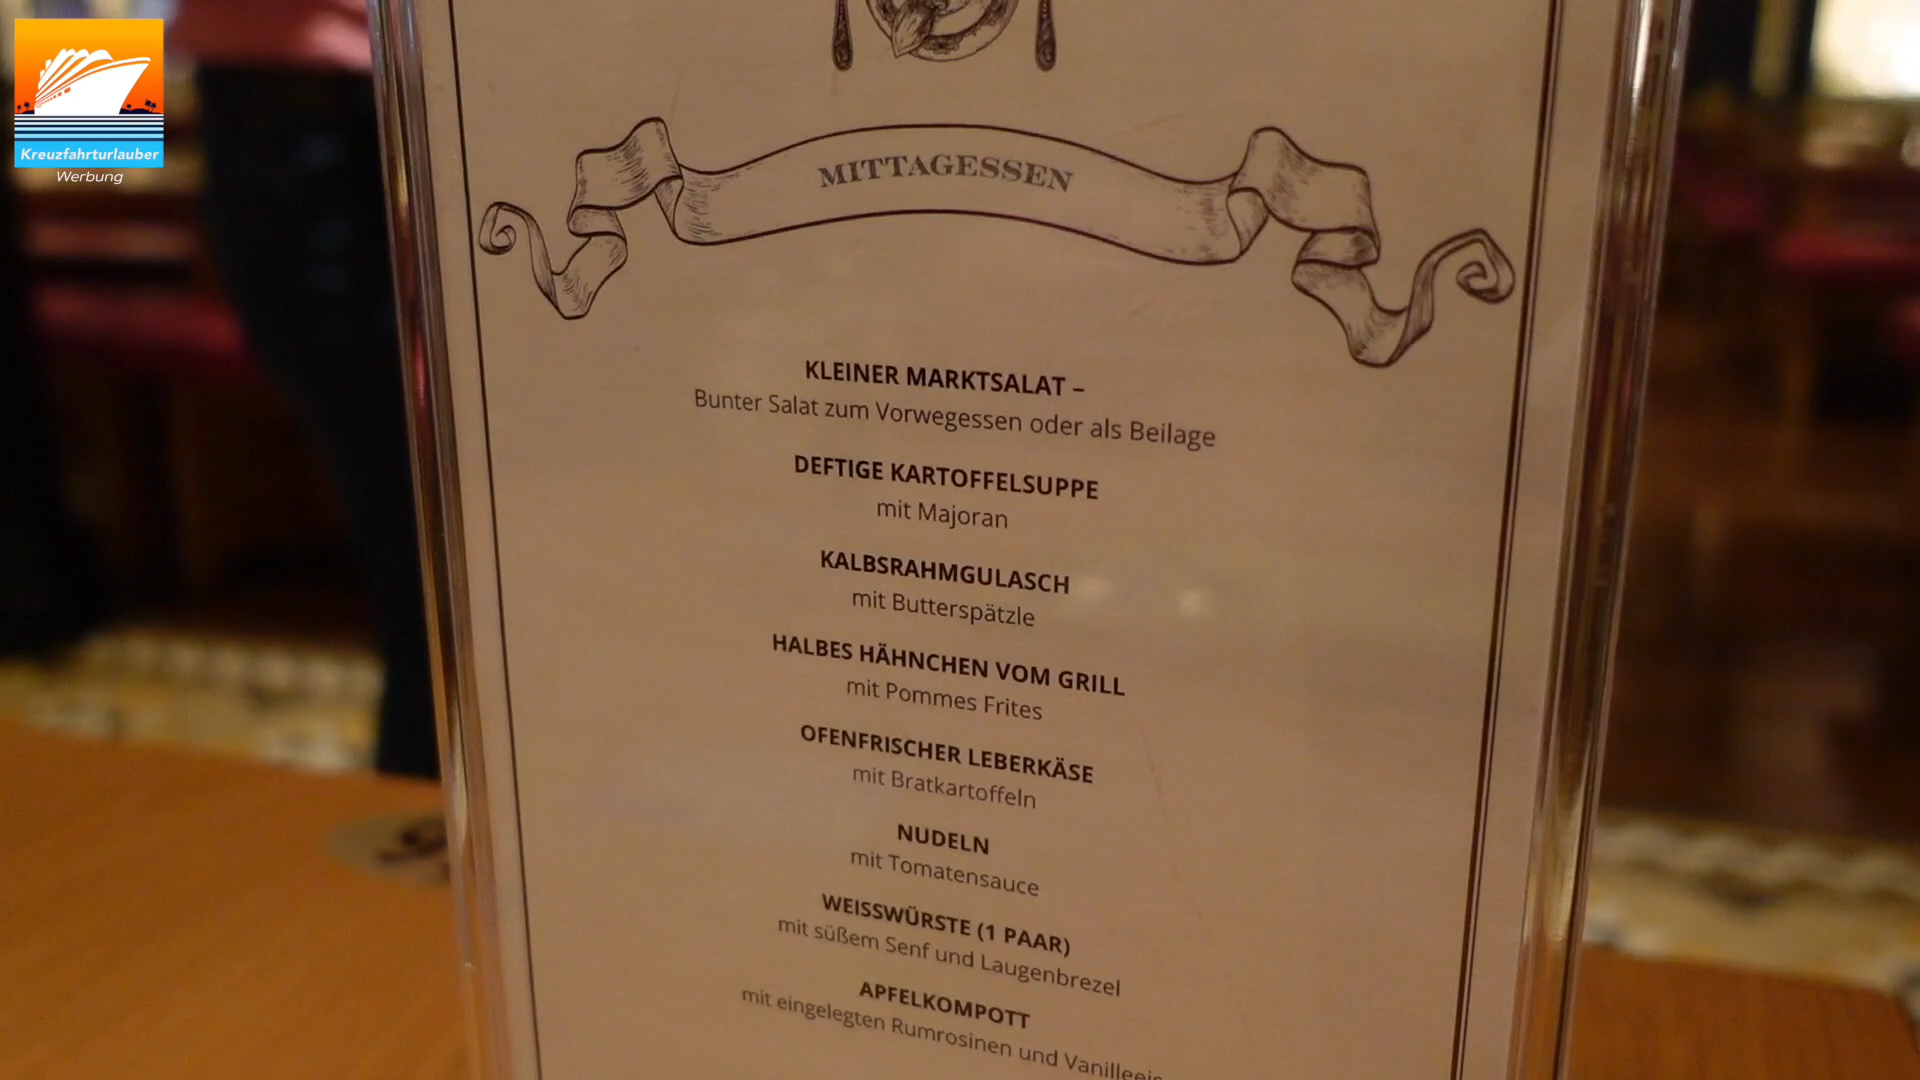 Kreuzfahrturlauber
Werbung
MITTAGESSEN
KLEINER MARKTSALAT –
Bunter Salat zum Vorwegessen oder als Beilage
DEFTIGE KARTOFFELSUPPE
mit Majoran
KALBSRAHMGULASCH
mit Butterspätzle
HALBES HÄHNCHEN VOM GRILL
mit Pommes Frites
OFENFRISCHER LEBERKÄSE
mit Bratkartoffeln
NUDELN
mit Tomatensauce
WEISSWÜRSTE (1 PAAR)
mit süßem Senf und Laugenbrezel
APFELKOMPOTT
mit eingelegten Rumrosinen und